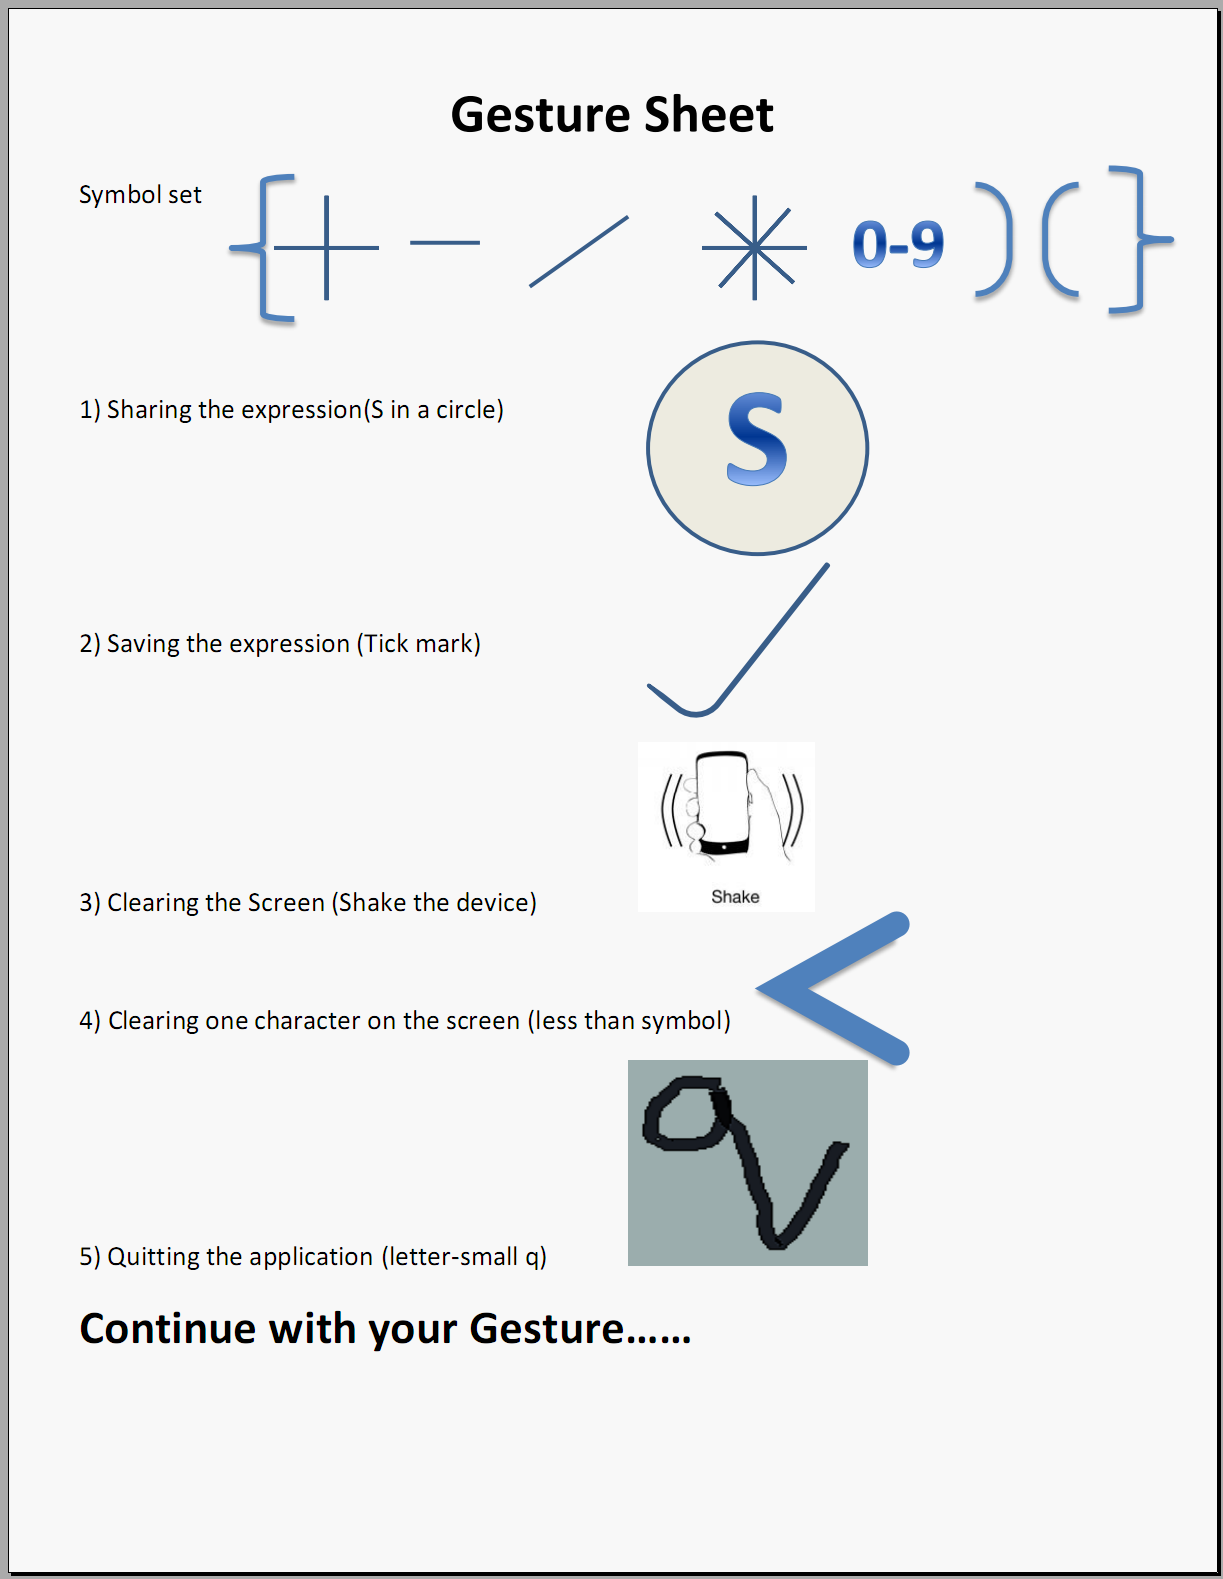 Gesture Sheet
Symbol set { + − / * 0-9 ) ( }
1) Sharing the expression(S in a circle)
S
2) Saving the expression (Tick mark)
Shake
3) Clearing the Screen (Shake the device)
<
4) Clearing one character on the screen (less than symbol)
q
5) Quitting the application (letter-small q)
Continue with your Gesture......